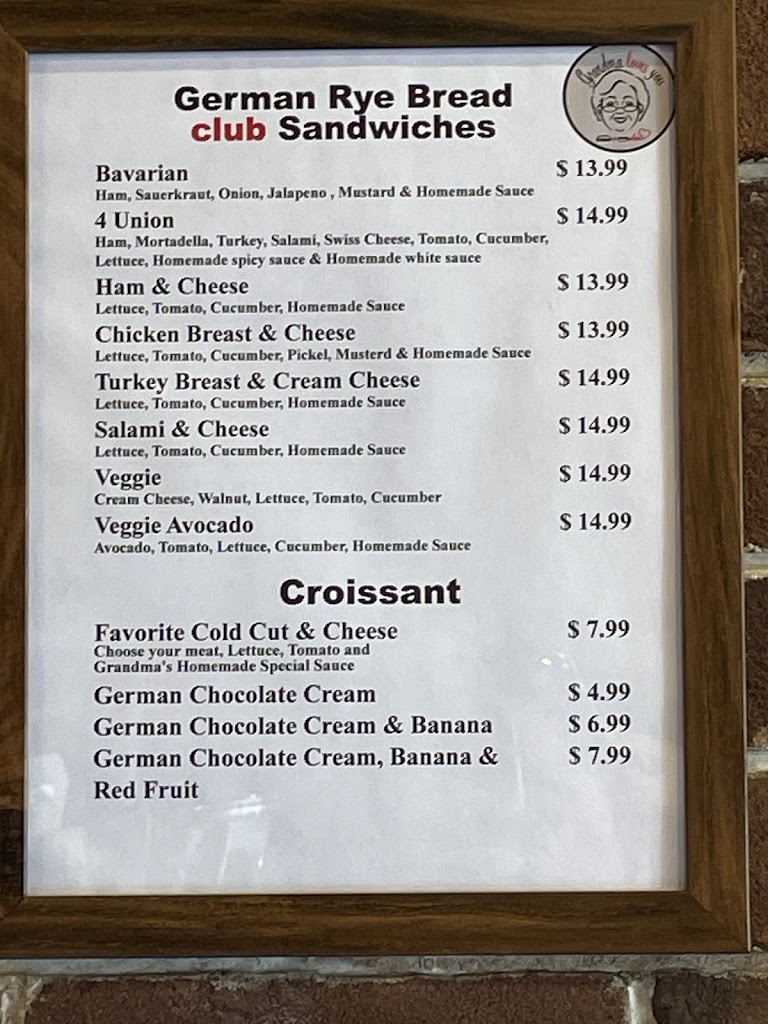 Grandma loves you
German Rye Bread
club Sandwiches
Bavarian $ 13.99
Ham, Sauerkraut, Onion, Jalapeno , Mustard & Homemade Sauce
4 Union $ 14.99
Ham, Mortadella, Turkey, Salami, Swiss Cheese, Tomato, Cucumber,
Lettuce, Homemade spicy sauce & Homemade white sauce
Ham & Cheese $ 13.99
Lettuce, Tomato, Cucumber, Homemade Sauce
Chicken Breast & Cheese $ 13.99
Lettuce, Tomato, Cucumber, Pickel, Musterd & Homemade Sauce
Turkey Breast & Cream Cheese $ 14.99
Lettuce, Tomato, Cucumber, Homemade Sauce
Salami & Cheese $ 14.99
Lettuce, Tomato, Cucumber, Homemade Sauce
Veggie $ 14.99
Cream Cheese, Walnut, Lettuce, Tomato, Cucumber
Veggie Avocado $ 14.99
Avocado, Tomato, Lettuce, Cucumber, Homemade Sauce
Croissant
Favorite Cold Cut & Cheese $ 7.99
Choose your meat, Lettuce, Tomato and
Grandma's Homemade Special Sauce
German Chocolate Cream $ 4.99
German Chocolate Cream & Banana $ 6.99
German Chocolate Cream, Banana & $ 7.99
Red Fruit